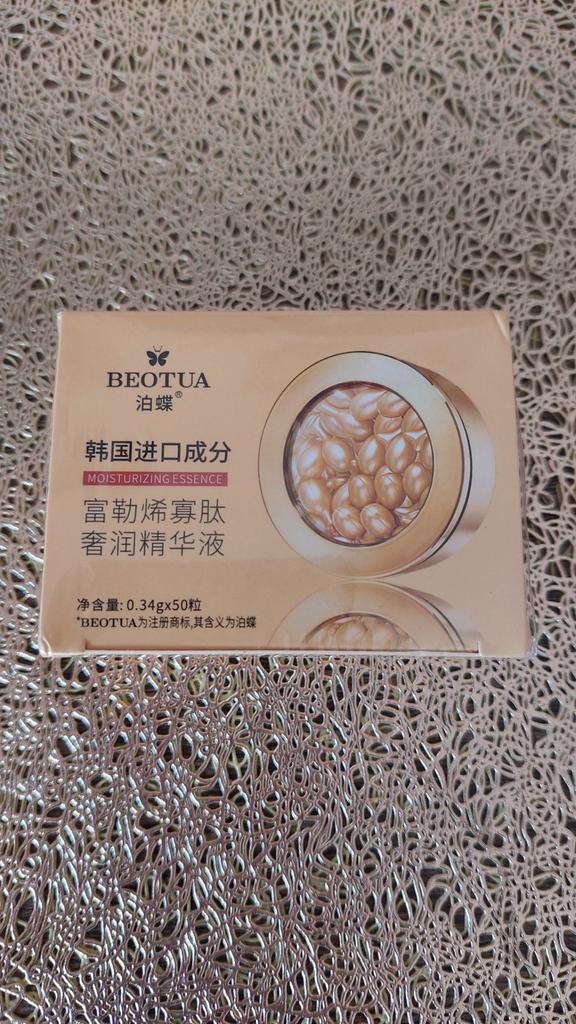 BEOTUA
泊蝶®
韩国进口成分
MOISTURIZING ESSENCE
富勒烯寡肽
奢润精华液
净含量: 0.34gx50粒
*BEOTUA为注册商标,其含义为泊蝶